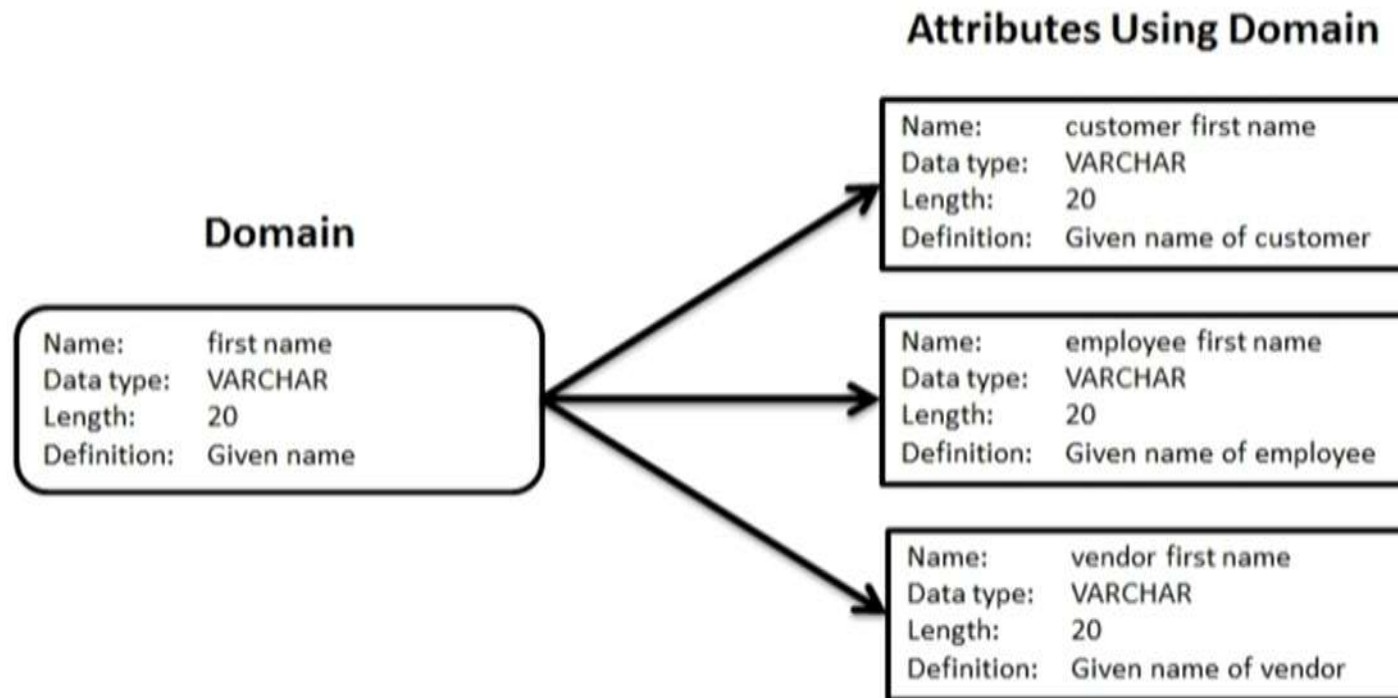 Attributes Using Domain
Domain
Name: first name
Data type: VARCHAR
Length: 20
Definition: Given name
Name: customer first name
Data type: VARCHAR
Length: 20
Definition: Given name of customer
Name: employee first name
Data type: VARCHAR
Length: 20
Definition: Given name of employee
Name: vendor first name
Data type: VARCHAR
Length: 20
Definition: Given name of vendor